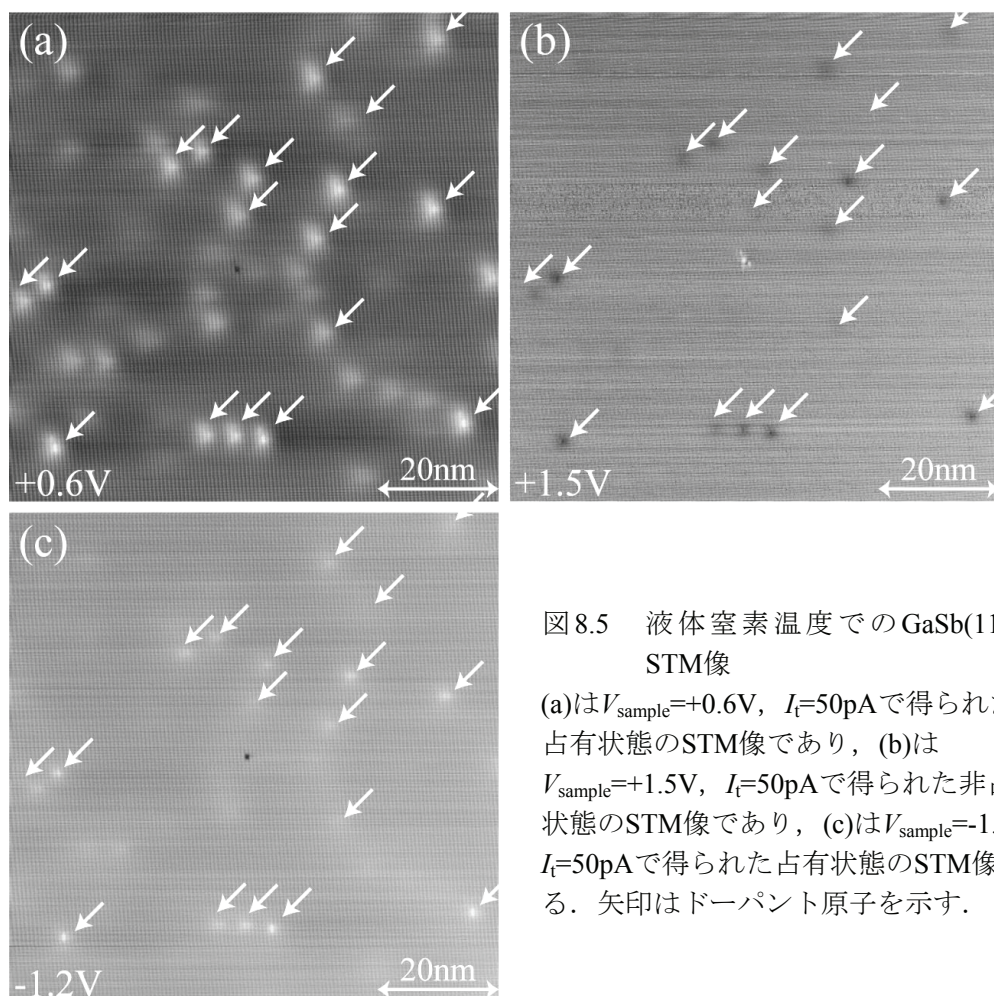 (a)
+0.6V
20nm
(b)
+1.5V
20nm
(c)
-1.2V
20nm
図8.5 液体窒素温度でのGaSb(11
STM像
(a)はVsample=+0.6V，It=50pAで得られ
占有状態のSTM像であり，(b)は
Vsample=+1.5V，It=50pAで得られた非
状態のSTM像であり，(c)はVsample=-1.
It=50pAで得られた占有状態のSTM像
る．矢印はドーパント原子を示す．